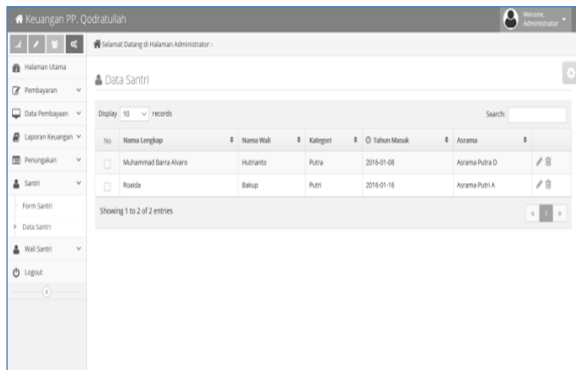 Keuangan PP. Qodratullah
Welcome,
Administrator
Selamat Datang di Halaman Administrator :
Halaman Utama
Pembayaran
Data Pembayaan
Laporan Keuangan
Penungakan
Santri
Form Santri
Data Santri
Wali Santri
Logout
Data Santri
Display 10 records Search:
No Nama Lengkap Nama Wali Kategori Tahun Masuk Asrama
Muhammad Barra Alvaro Hutrianto Putra 2016-01-08 Asrama Putra D
Bakup Putri 2016-01-16 Asrama Putri A
Showing 1 to 2 of 2 entries
1